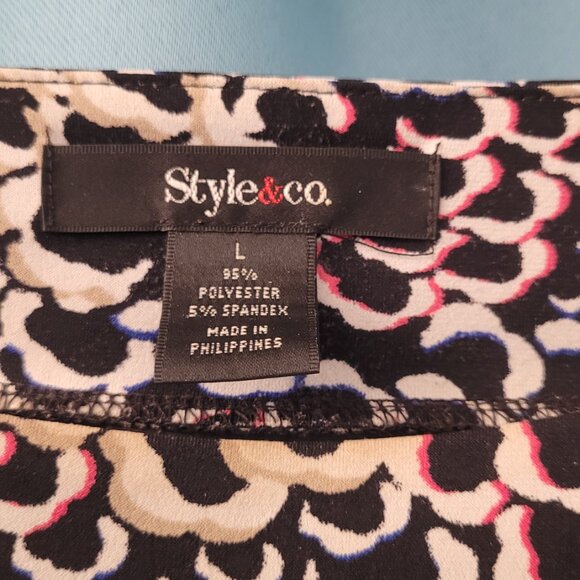 Style&co.
L
95%
POLYESTER
5% SPANDEX
MADE IN
PHILIPPINES